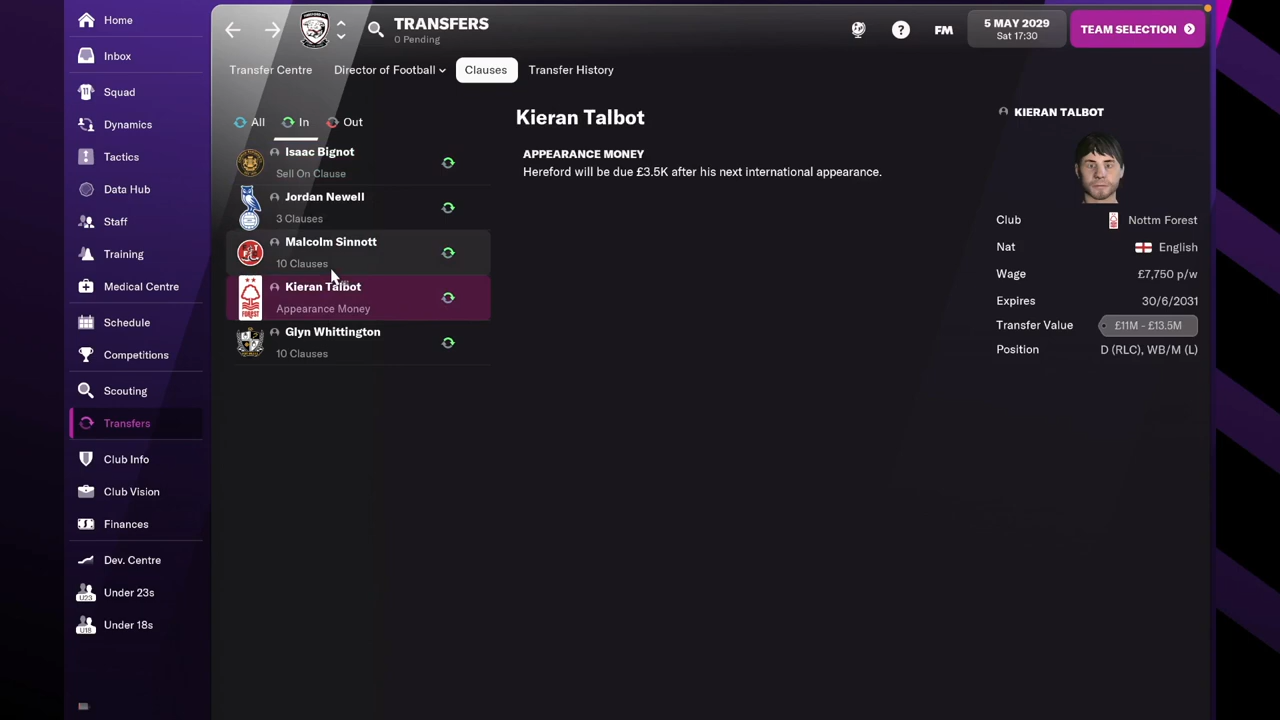 Home
Inbox
Squad
Dynamics
Tactics
Data Hub
Staff
Training
Medical Centre
Schedule
Competitions
Scouting
Transfers
Club Info
Club Vision
Finances
Dev. Centre
U23 Under 23s
U18 Under 18s
TRANSFERS
0 Pending
? FM
5 MAY 2029
Sat 17:30
TEAM SELECTION
Transfer Centre Director of Football Clauses Transfer History
All In Out
Isaac Bignot
Sell On Clause
Jordan Newell
3 Clauses
Malcolm Sinnott
10 Clauses
Kieran Talbot
Appearance Money
Glyn Whittington
10 Clauses
FOREST
Kieran Talbot
APPEARANCE MONEY
Hereford will be due £3.5K after his next international appearance.
KIERAN TALBOT
Club Nottm Forest
Nat English
Wage £7,750 p/w
Expires 30/6/2031
Transfer Value £11M - £13.5M
Position D (RLC), WB/M (L)